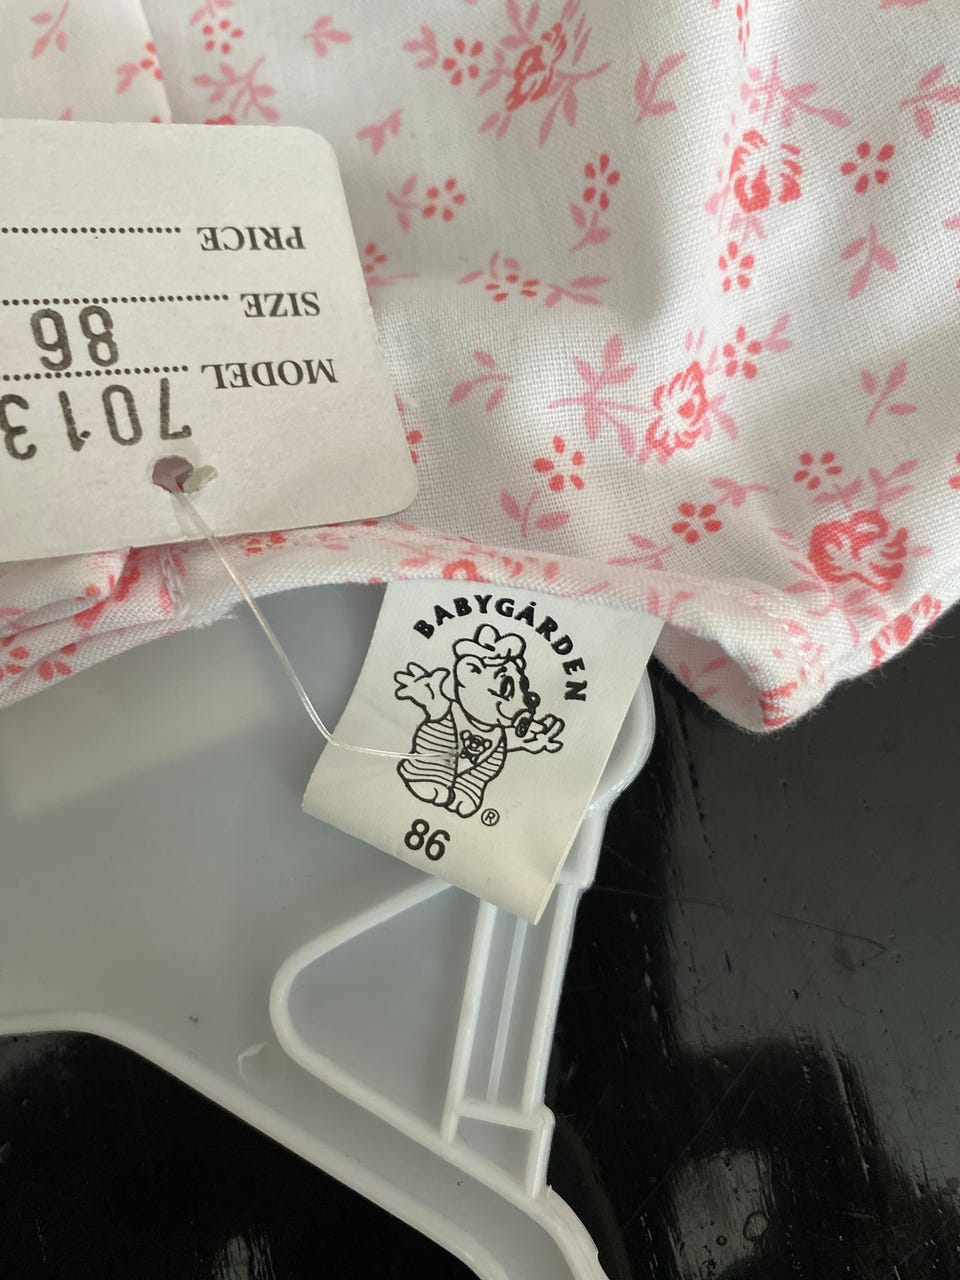 MODEL 7013
SIZE 86
PRICE
BABYGÅRDEN
®
86